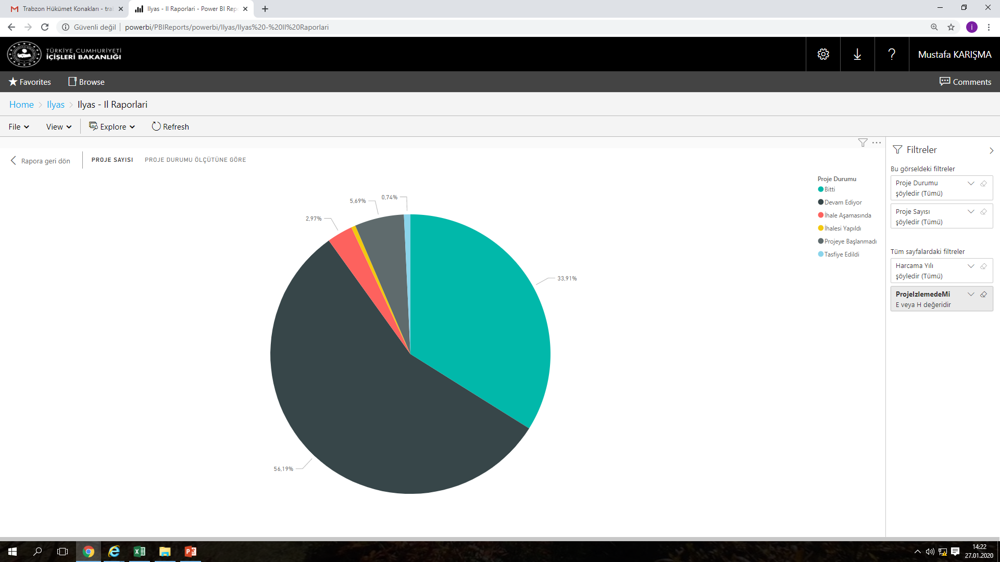 Trabzon Hükümet Konakları - tral
Ilyas - Il Raporlari - Power BI Rep
Güvenli değil
powerbi/PBIReports/powerbi/Ilyas/Ilyas%20-%20Il%20Raporlari
i
TÜRKİYE CUMHURİYETİ
İÇİŞLERİ BAKANLIĞI
Mustafa KARIŞMA
Favorites
Browse
Comments
Home > Ilyas > Ilyas - Il Raporlari
File
View
Explore
Refresh
Rapora geri dön
PROJE SAYISI
PROJE DURUMU ÖLÇÜTÜNE GÖRE
Proje Durumu
Bitti
Devam Ediyor
İhale Aşamasında
İhalesi Yapıldı
Projeye Başlanmadı
Tasfiye Edildi
0,74%
5,69%
2,97%
33,91%
56,19%
Filtreler
Bu görseldeki filtreler
Proje Durumu
şöyledir (Tümü)
Proje Sayısı
şöyledir (Tümü)
Tüm sayfalardaki filtreler
Harcama Yılı
şöyledir (Tümü)
ProjeIzlemedeMi
E veya H değeridir
14:22
27.01.2020